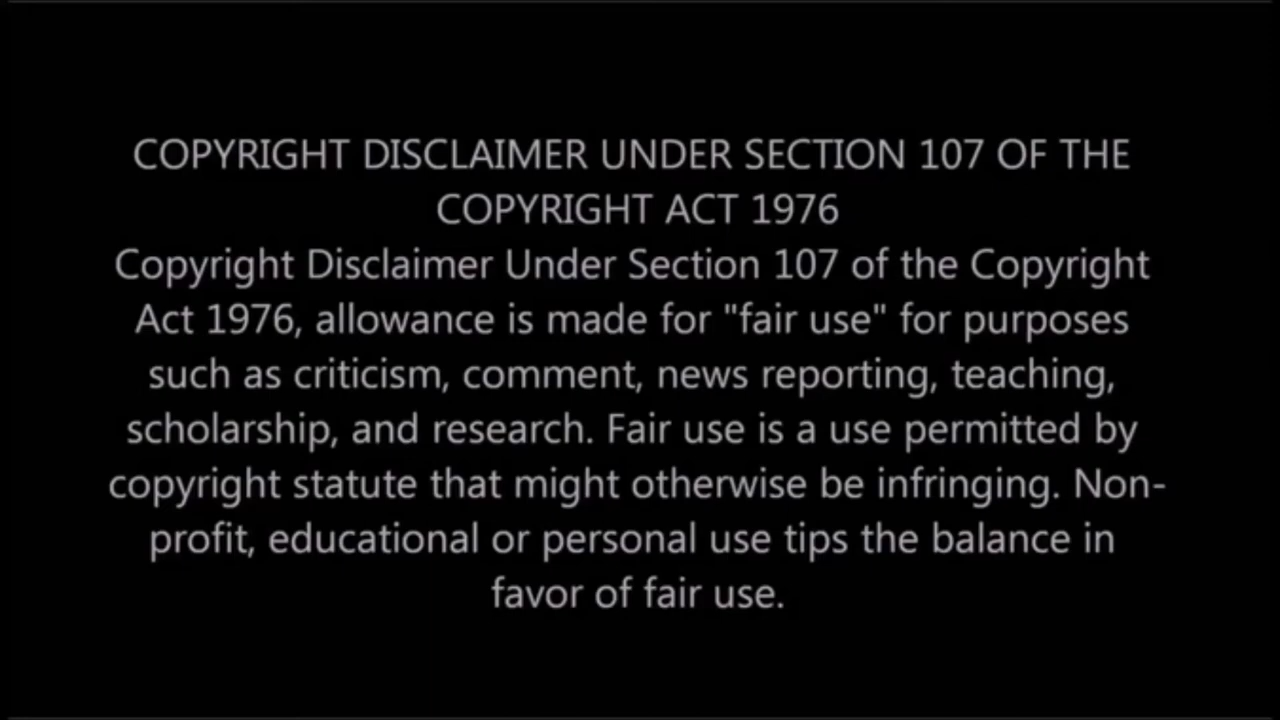 COPYRIGHT DISCLAIMER UNDER SECTION 107 OF THE
COPYRIGHT ACT 1976
Copyright Disclaimer Under Section 107 of the Copyright
Act 1976, allowance is made for "fair use" for purposes
such as criticism, comment, news reporting, teaching,
scholarship, and research. Fair use is a use permitted by
copyright statute that might otherwise be infringing. Non-
profit, educational or personal use tips the balance in
favor of fair use.